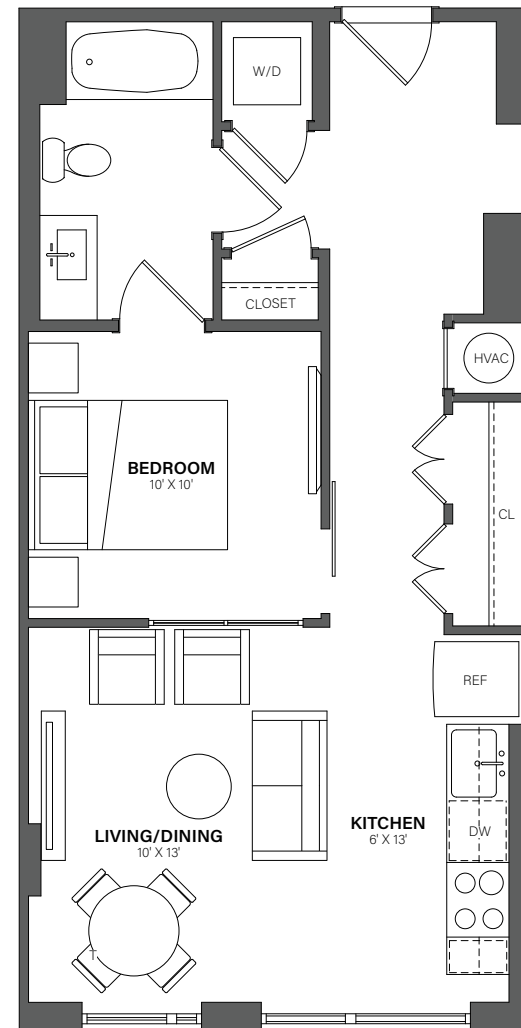 W/D
CLOSET
HVAC
BEDROOM
10' X 10'
CL
REF
KITCHEN
6' X 13'
DW
LIVING/DINING
10' X 13'
T